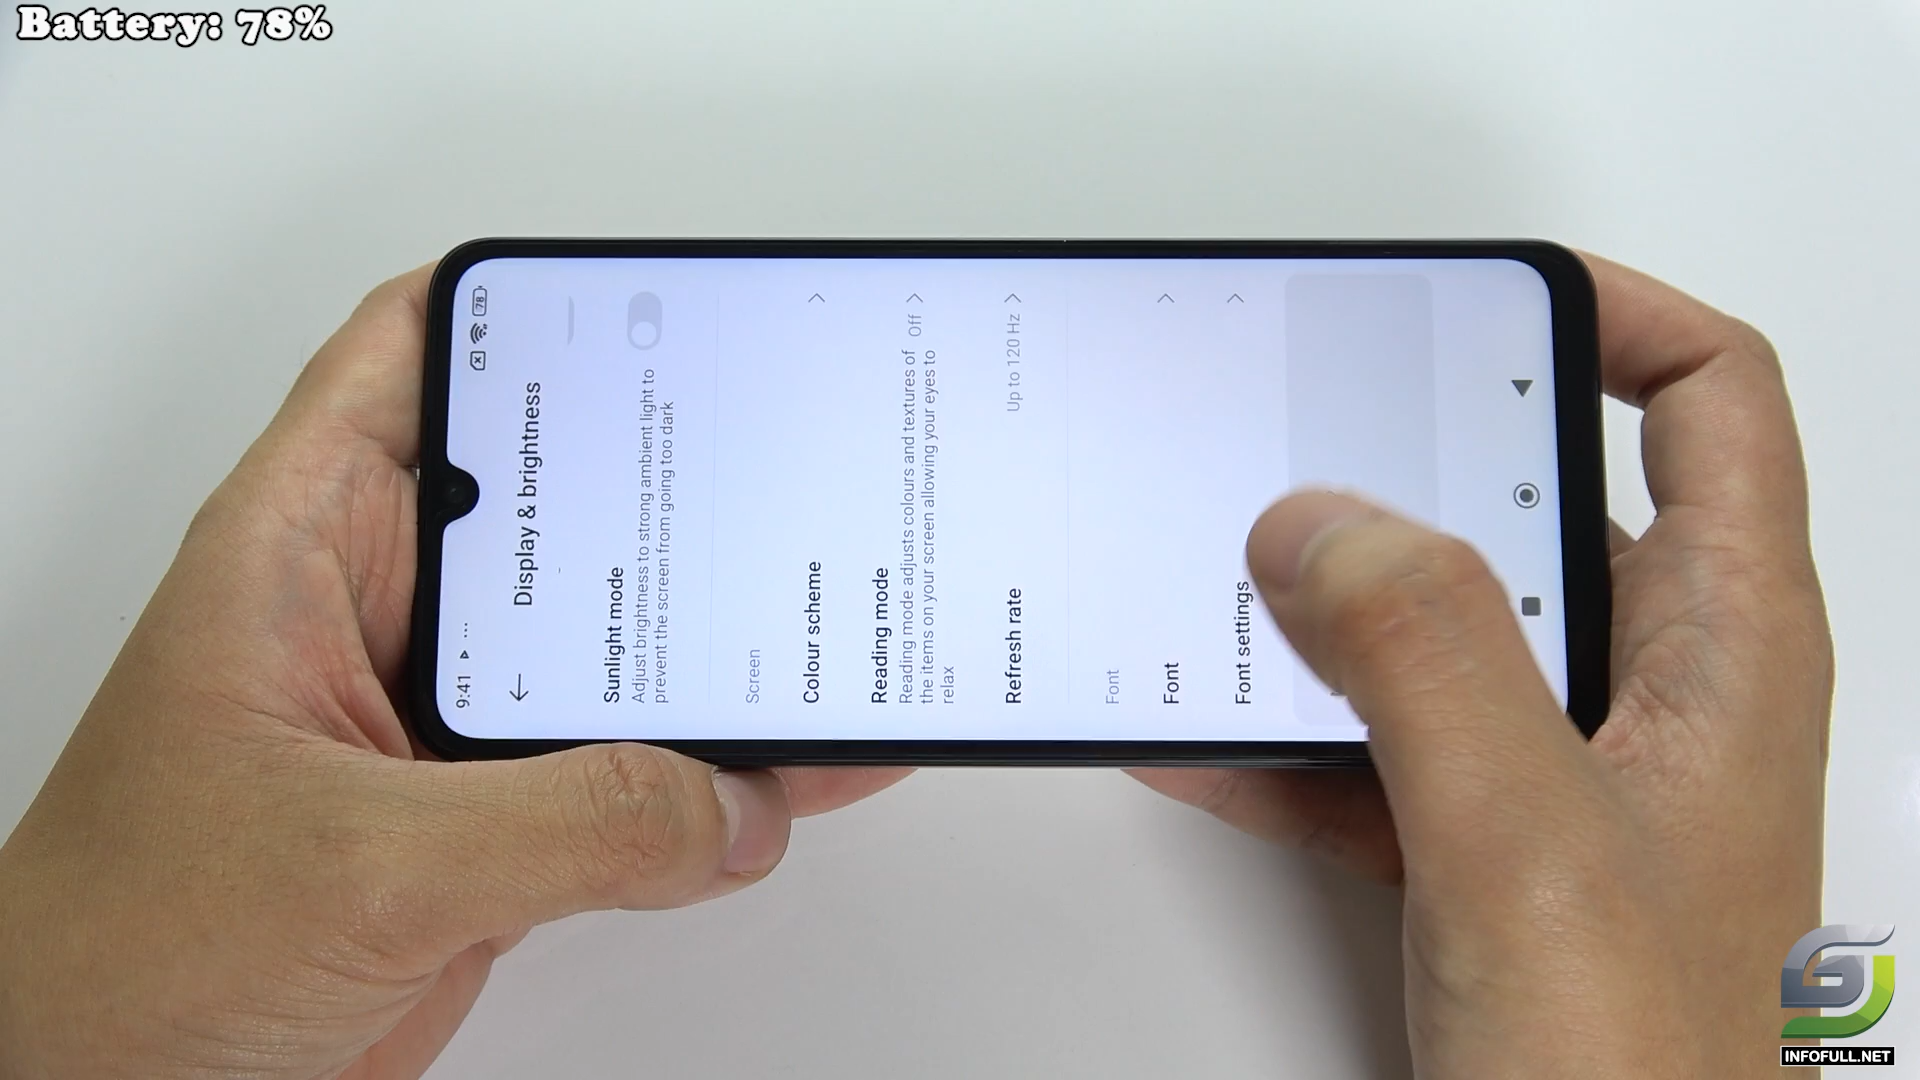 Battery: 78%
9:41
78
Display & brightness
Sunlight mode
Adjust brightness to strong ambient light to
prevent the screen from going too dark
Screen
Colour scheme
Reading mode
Reading mode adjusts colours and textures of
the items on your screen allowing your eyes to
relax
Off
Refresh rate
Up to 120 Hz
Font
Font
Font settings
INFOFULL.NET